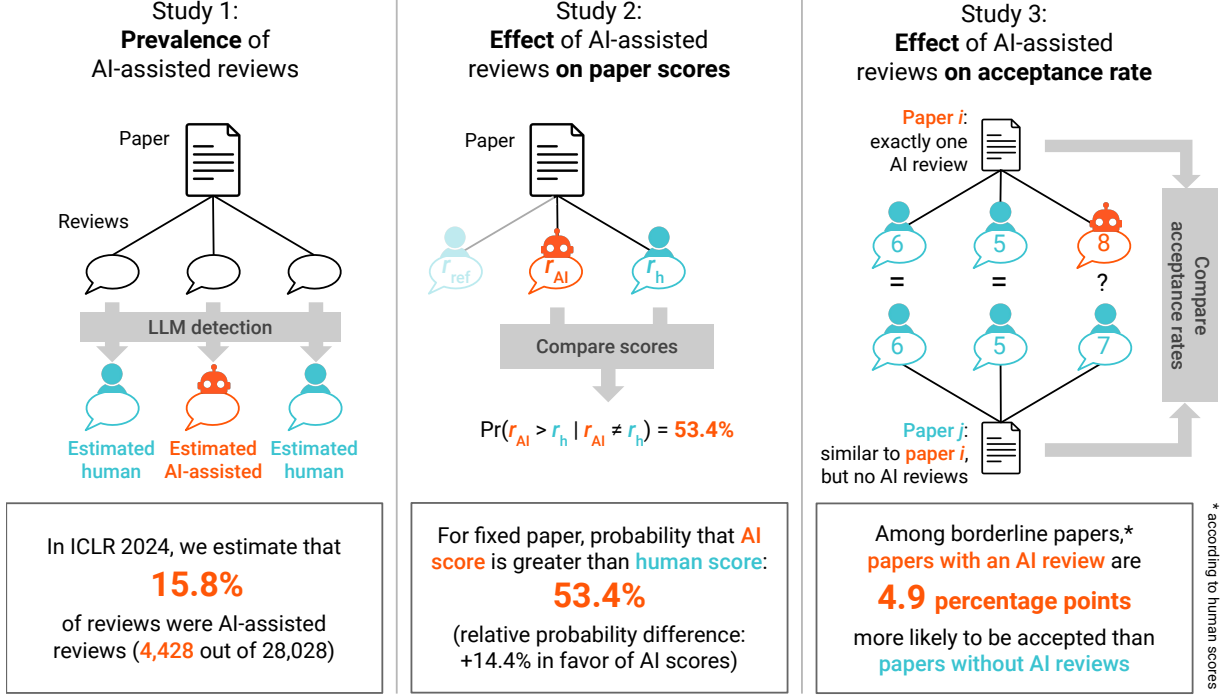 Study 1:
Prevalence of
AI-assisted reviews
Paper
Reviews
LLM detection
Estimated
human
Estimated
AI-assisted
Estimated
human
In ICLR 2024, we estimate that
15.8%
of reviews were AI-assisted
reviews (4,428 out of 28,028)
Study 2:
Effect of AI-assisted
reviews on paper scores
Paper
r_ref
r_AI
r_h
Compare scores
Pr(r_AI > r_h | r_AI ≠ r_h) = 53.4%
For fixed paper, probability that AI
score is greater than human score:
53.4%
(relative probability difference:
+14.4% in favor of AI scores)
Study 3:
Effect of AI-assisted
reviews on acceptance rate
Paper i:
exactly one
AI review
6 5 8
= = ?
6 5 7
Paper j:
similar to paper i,
but no AI reviews
Compare
acceptance rates
Among borderline papers,*
papers with an AI review are
4.9 percentage points
more likely to be accepted than
papers without AI reviews
* according to human scores